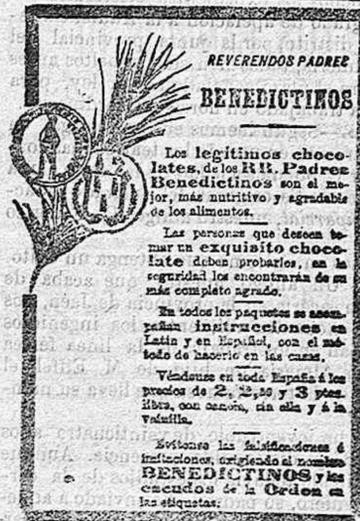 REVERENDOS PADRES
BENEDICTINOS
Los legítimos choco-
lates, de los RR. Padres
Benedictinos son el me-
jor, más nutritivo y agradable
de los alimentos.
Las personas que deseen to-
mar un exquisito choco-
late deben probarlos, en la
seguridad los encontrarán de su
más completo agrado.
En todos los paquetes se acom-
pañan instrucciones en
Latín y en Español, con el mé-
todo de hacerlo en las casas.
Véndense en toda España á los
precios de 2, 2,50 y 3 ptas.
libra, con canela, sin ella y á la
vainilla.
Evítense las falsificaciones é
imitaciones, exigiendo el nombre
BENEDICTINOS y los
escudos de la Orden en
las etiquetas.